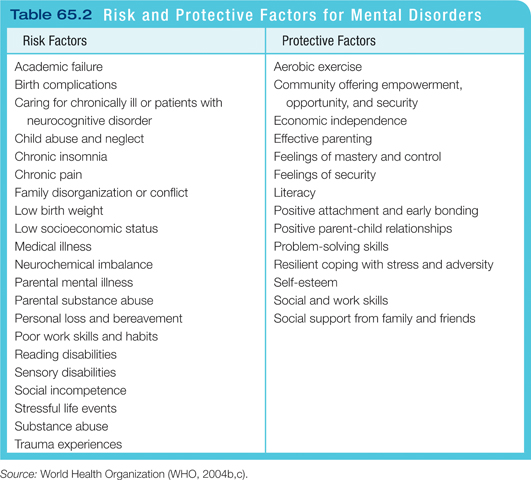 Table 65.2 Risk and Protective Factors for Mental Disorders
Risk Factors
Academic failure
Birth complications
Caring for chronically ill or patients with
neurocognitive disorder
Child abuse and neglect
Chronic insomnia
Chronic pain
Family disorganization or conflict
Low birth weight
Low socioeconomic status
Medical illness
Neurochemical imbalance
Parental mental illness
Parental substance abuse
Personal loss and bereavement
Poor work skills and habits
Reading disabilities
Sensory disabilities
Social incompetence
Stressful life events
Substance abuse
Trauma experiences
Protective Factors
Aerobic exercise
Community offering empowerment,
opportunity, and security
Economic independence
Effective parenting
Feelings of mastery and control
Feelings of security
Literacy
Positive attachment and early bonding
Positive parent-child relationships
Problem-solving skills
Resilient coping with stress and adversity
Self-esteem
Social and work skills
Social support from family and friends
Source: World Health Organization (WHO, 2004b,c).